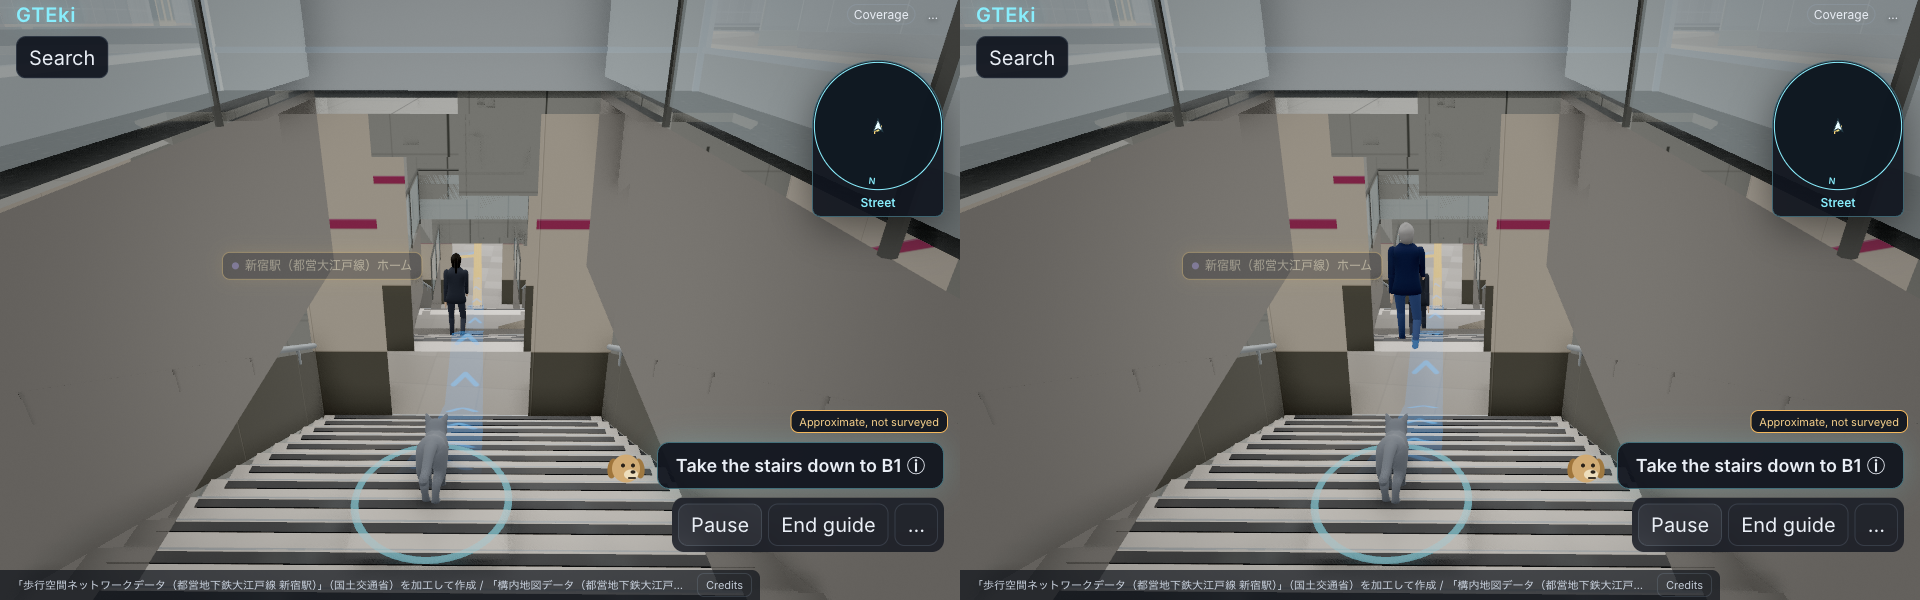 GTEki
Coverage
...
Search
N
Street
新宿駅（都営大江戸線）ホーム
Approximate, not surveyed
Take the stairs down to B1 ⓘ
Pause
End guide
...
「歩行空間ネットワークデータ（都営地下鉄大江戸線 新宿駅）」（国土交通省）を加工して作成 / 「構内地図データ（都営地下鉄大江戸...
Credits
GTEki
Coverage
...
Search
N
Street
新宿駅（都営大江戸線）ホーム
Approximate, not surveyed
Take the stairs down to B1 ⓘ
Pause
End guide
...
「歩行空間ネットワークデータ（都営地下鉄大江戸線 新宿駅）」（国土交通省）を加工して作成 / 「構内地図データ（都営地下鉄大江戸...
Credits